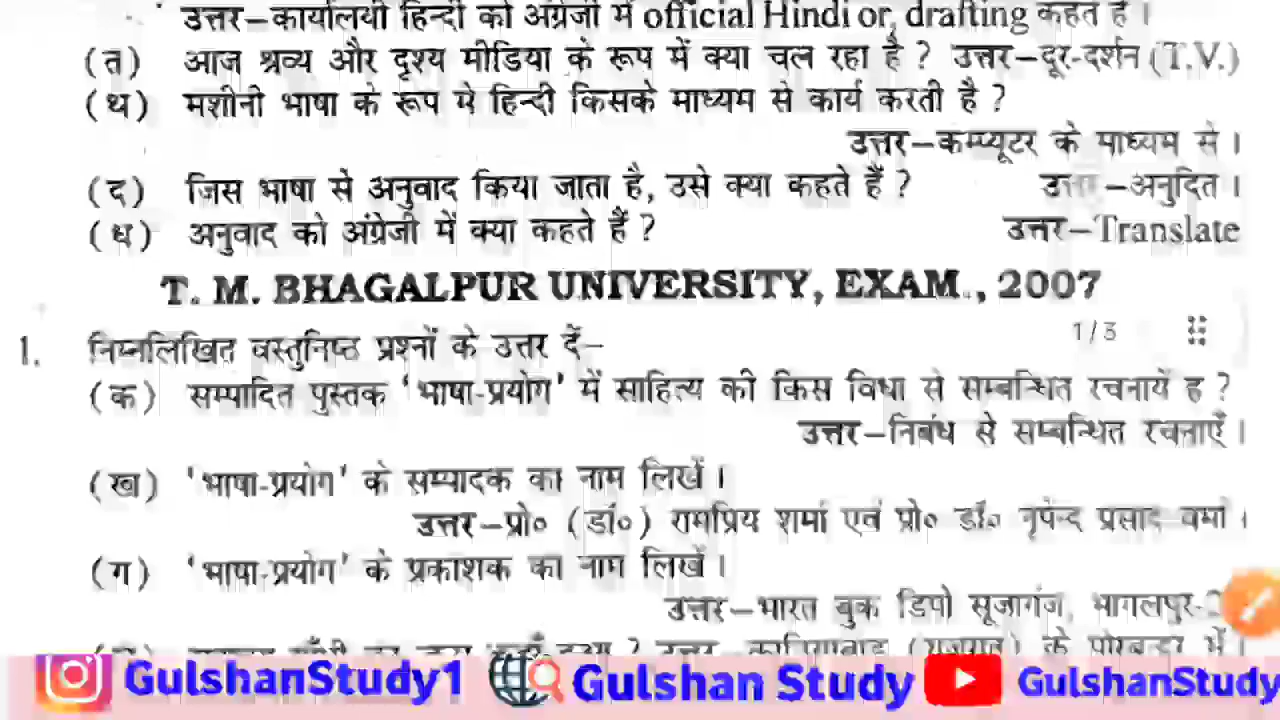 उत्तर–कार्यालयी हिन्दी को अंग्रेजी में official Hindi or, drafting कहते हैं।
(त) आज श्रव्य और दृश्य मीडिया के रूप में क्या चल रहा है ? उत्तर–दूर-दर्शन (T.V.)
(थ) मशीनी भाषा के रूप मे हिन्दी किसके माध्यम से कार्य करती है ?
उत्तर–कम्प्यूटर के माध्यम से।
(द) जिस भाषा से अनुवाद किया जाता है, उसे क्या कहते हैं ? उत्तर–अनुदित।
(ध) अनुवाद को अंग्रेजी में क्या कहते हैं ? उत्तर–Translate
T. M. BHAGALPUR UNIVERSITY, EXAM., 2007
1/3
1. निम्नलिखित वस्तुनिष्ठ प्रश्नों के उत्तर दें–
(क) सम्पादित पुस्तक 'भाषा-प्रयोग' में साहित्य की किस विधा से सम्बन्धित रचनायें ह ?
उत्तर–निबंध से सम्बन्धित रचनाएँ।
(ख) 'भाषा-प्रयोग' के सम्पादक का नाम लिखें।
उत्तर–प्रो० (डॉ०) रामप्रिय शर्मा एवं प्रो० डॉ० नृपेन्द प्रसाद वर्मा।
(ग) 'भाषा-प्रयोग' के प्रकाशक का नाम लिखें।
उत्तर–भारत बुक डिपो सूजागंज, भागलपुर-
GulshanStudy1 Gulshan Study GulshanStudy